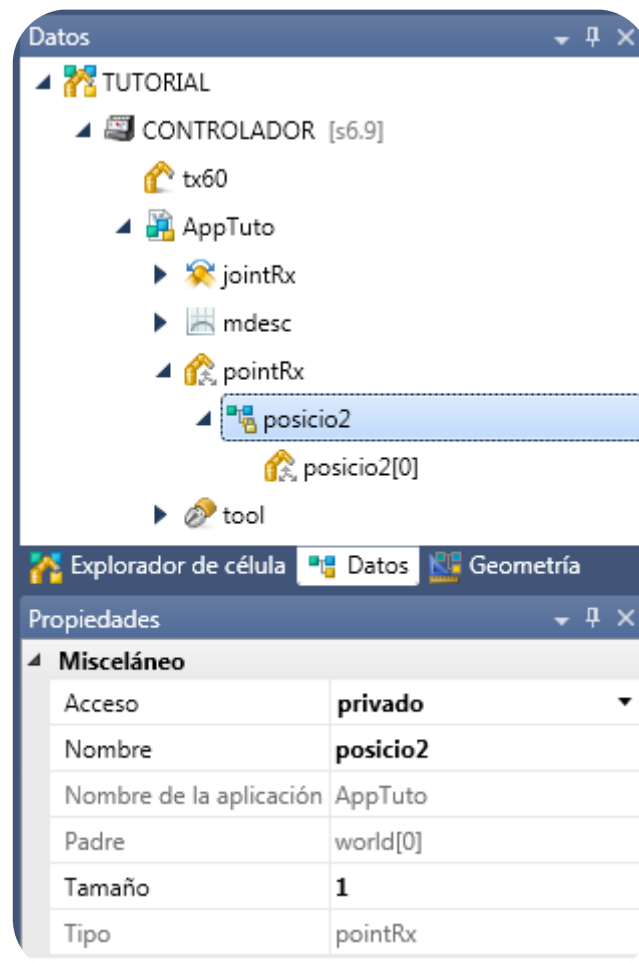 Datos
TUTORIAL
CONTROLADOR [s6.9]
tx60
AppTuto
jointRx
mdesc
pointRx
posicio2
posicio2[0]
tool
Explorador de célula Datos Geometría
Propiedades
Misceláneo
Acceso privado
Nombre posicio2
Nombre de la aplicación AppTuto
Padre world[0]
Tamaño 1
Tipo pointRx